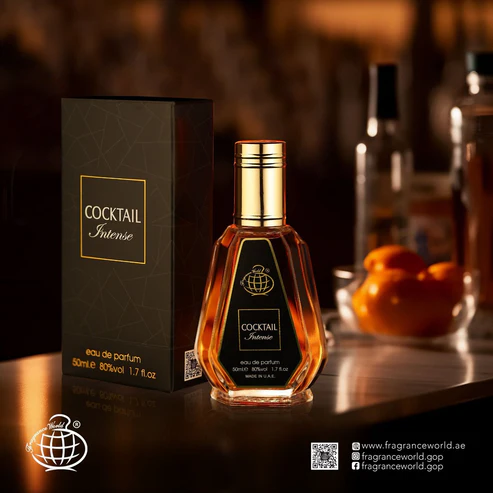 COCKTAIL
Intense
eau de parfum
50ml.e 80%vol 1.7 fl.oz
COCKTAIL
Intense
eau de parfum
50ml.e 80%vol 1.7 fl.oz
MADE IN U.A.E.
World
®
www.fragranceworld.ae
fragranceworld.gop
fragranceworld.gop